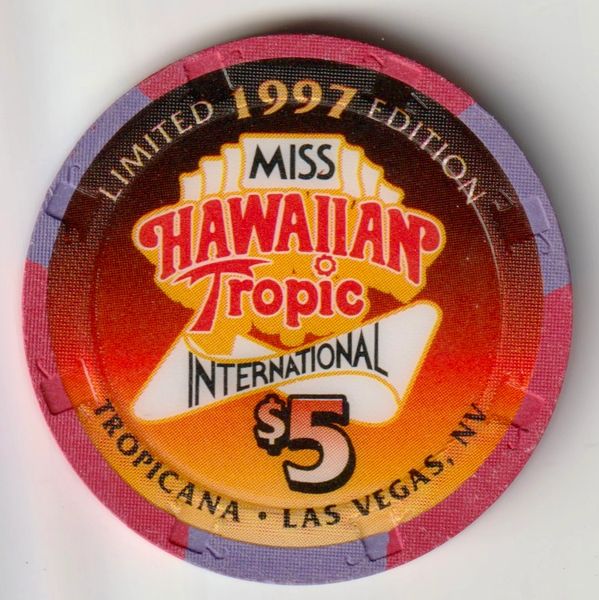 LIMITED 1997 EDITION
MISS
HAWAIIAN
Tropic
INTERNATIONAL
$5
TROPICANA • LAS VEGAS, NV